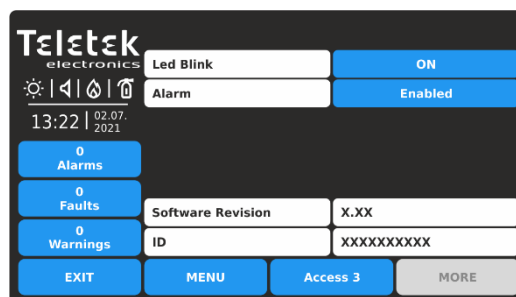 Teletek
electronics
13:22 02.07.
2021
0
Alarms
0
Faults
0
Warnings
Led Blink ON
Alarm Enabled
Software Revision X.XX
ID XXXXXXXXXX
EXIT MENU Access 3 MORE